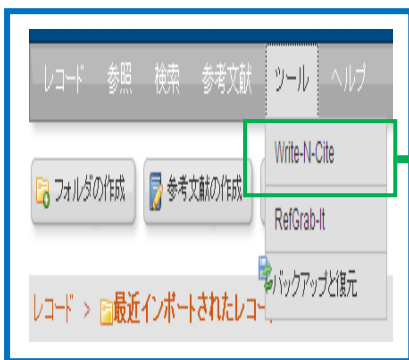 レコード 参照 検索 参考文献 ツール ヘルプ
Write-N-Cite
フォルダの作成 参考文献の作成
RefGrab-It
バックアップと復元
レコード > 最近インポートされたレコー